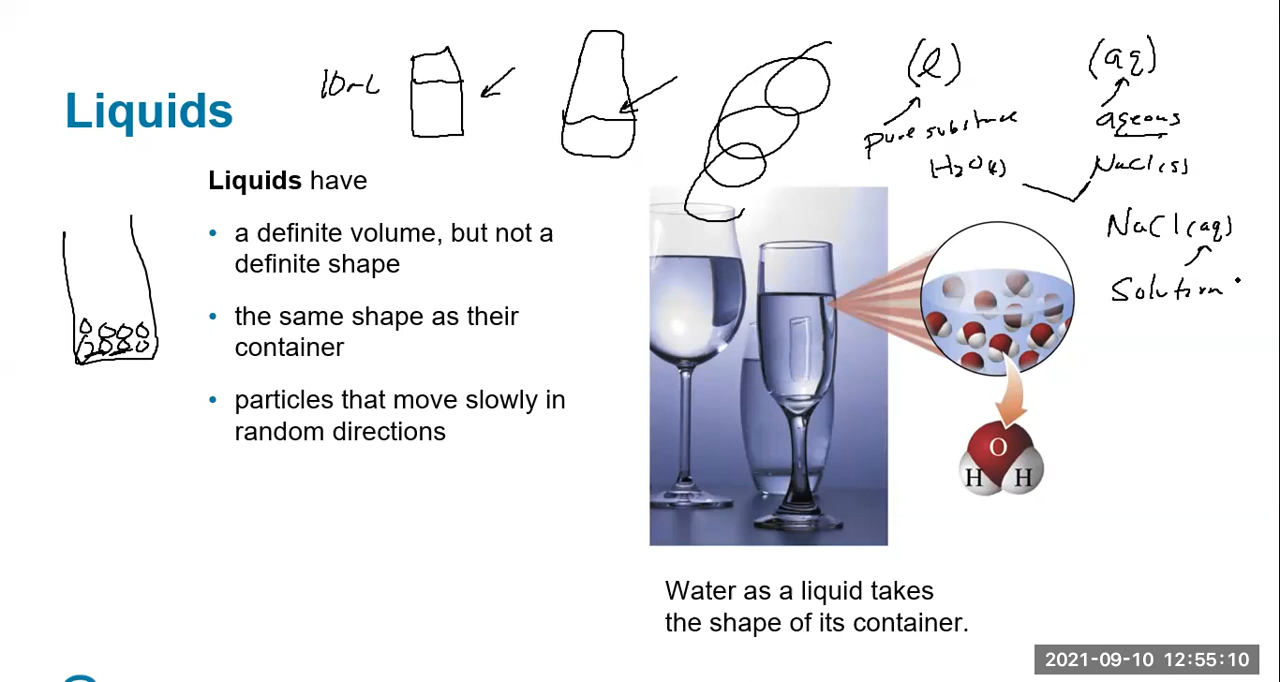 10mL
(l)
(aq)
Liquids
pure substance
aqeous
H2O(l)
NaCl(s)
Liquids have
NaCl(aq)
• a definite volume, but not a
definite shape
Solution
• the same shape as their
container
• particles that move slowly in
random directions
O
H H
Water as a liquid takes
the shape of its container.
2021-09-10 12:55:10